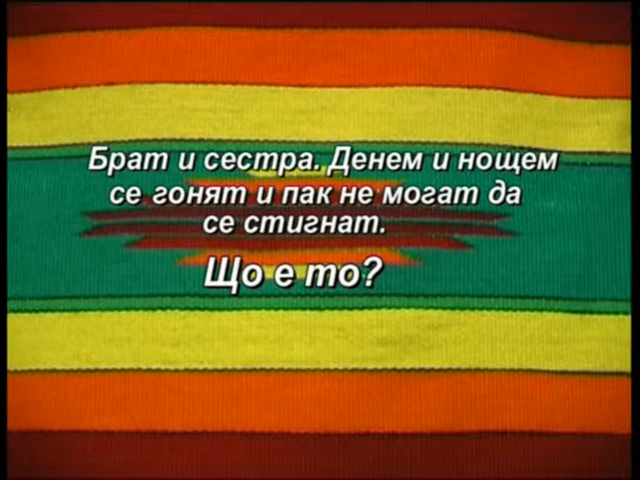 Брат и сестра. Денем и нощем
се гонят и пак не могат да
се стигнат.
Що е то?